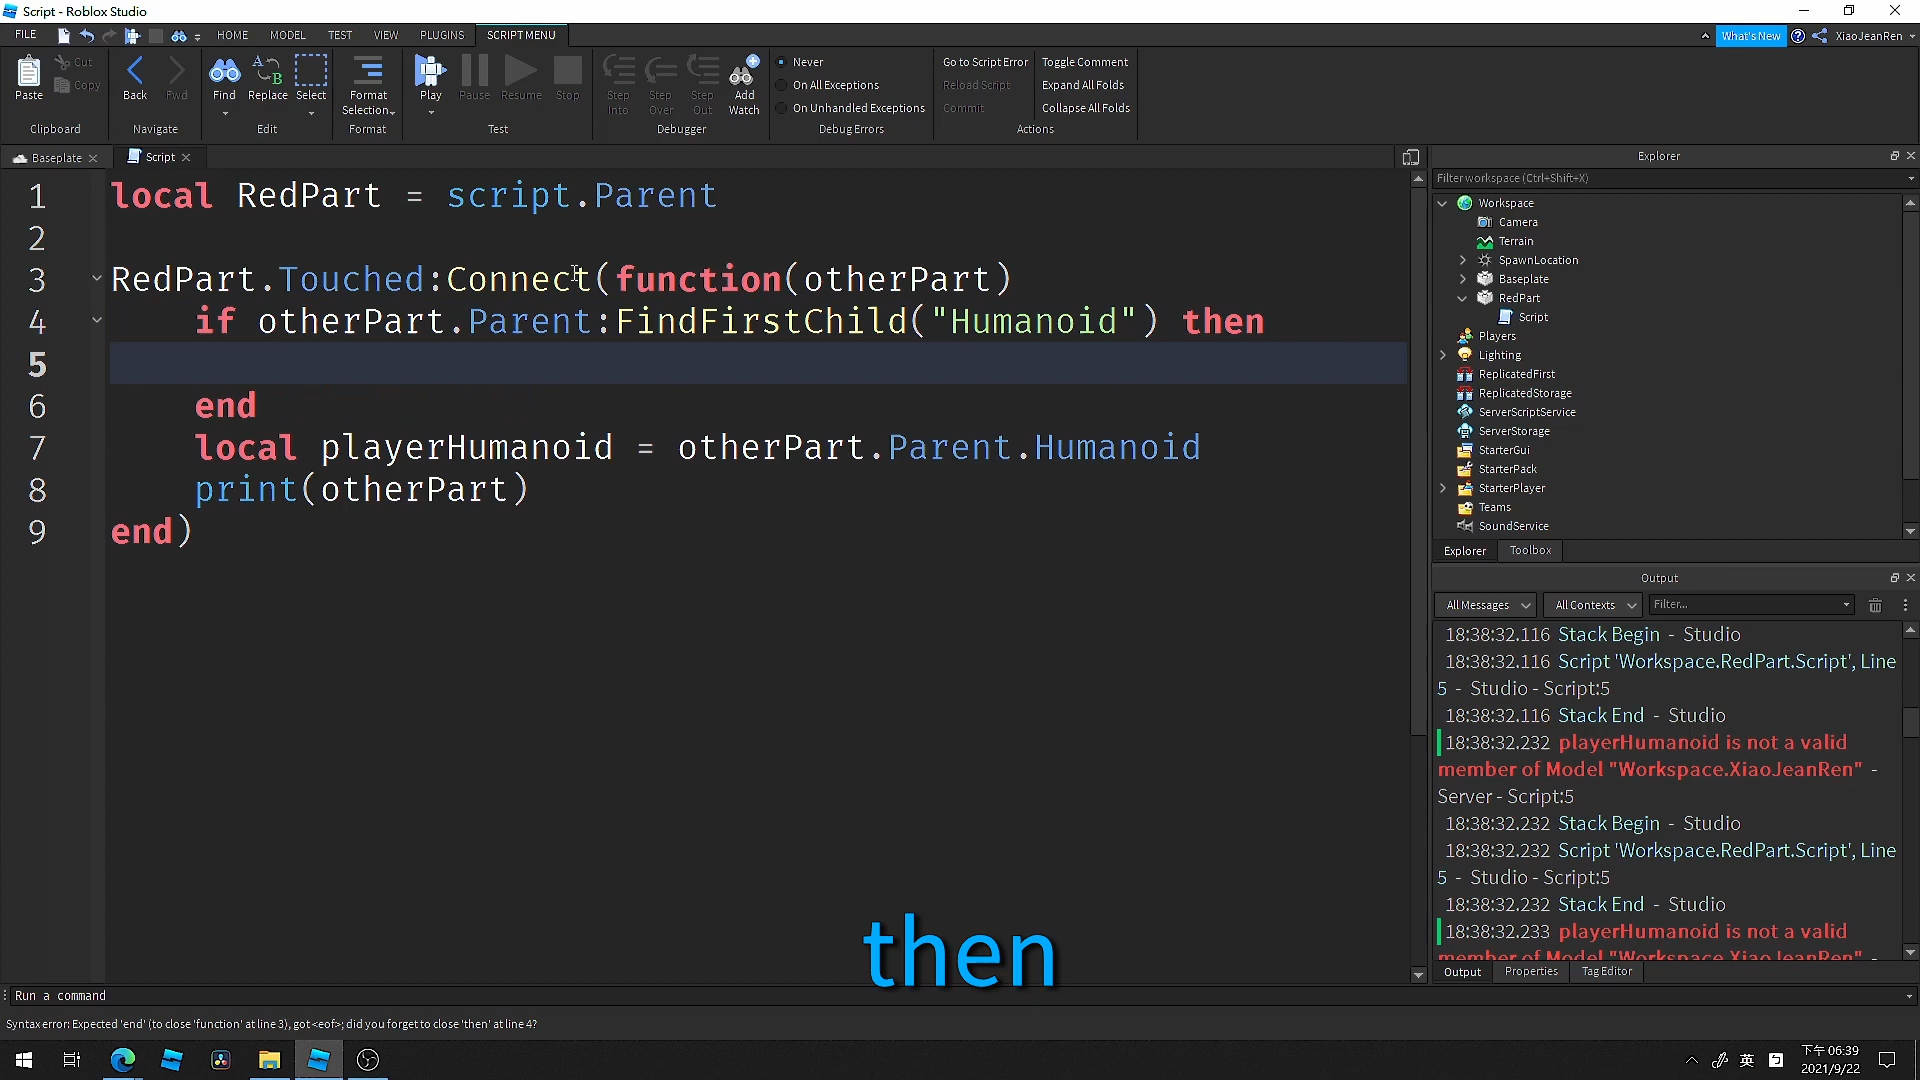 Script - Roblox Studio
FILE HOME MODEL TEST VIEW PLUGINS SCRIPT MENU What's New XiaoJeanRen
Paste Cut Copy Back Fwd Find Replace Select Format Selection Play Pause Resume Stop Step Into Step Over Step Out Add Watch
Never
On All Exceptions
On Unhandled Exceptions
Go to Script Error
Reload Script
Commit
Toggle Comment
Expand All Folds
Collapse All Folds
Clipboard Navigate Edit Format Test Debugger Debug Errors Actions
Baseplate Script
1 local RedPart = script.Parent
2
3 RedPart.Touched:Connect(function(otherPart)
4 if otherPart.Parent:FindFirstChild("Humanoid") then
5
6 end
7 local playerHumanoid = otherPart.Parent.Humanoid
8 print(otherPart)
9 end)
then
Explorer
Filter workspace (Ctrl+Shift+X)
Workspace
Camera
Terrain
SpawnLocation
Baseplate
RedPart
Script
Players
Lighting
ReplicatedFirst
ReplicatedStorage
ServerScriptService
ServerStorage
StarterGui
StarterPack
StarterPlayer
Teams
SoundService
Explorer Toolbox
Output
All Messages All Contexts Filter...
18:38:32.116 Stack Begin - Studio
18:38:32.116 Script 'Workspace.RedPart.Script', Line
5 - Studio - Script:5
18:38:32.116 Stack End - Studio
18:38:32.232 playerHumanoid is not a valid
member of Model "Workspace.XiaoJeanRen" -
Server - Script:5
18:38:32.232 Stack Begin - Studio
18:38:32.232 Script 'Workspace.RedPart.Script', Line
5 - Studio - Script:5
18:38:32.232 Stack End - Studio
18:38:32.233 playerHumanoid is not a valid
member of Model "Workspace.XiaoJeanRen" -
Output Properties Tag Editor
Run a command
Syntax error: Expected 'end' (to close 'function' at line 3), got <eof>; did you forget to close 'then' at line 4?
英
下午 06:39
2021/9/22